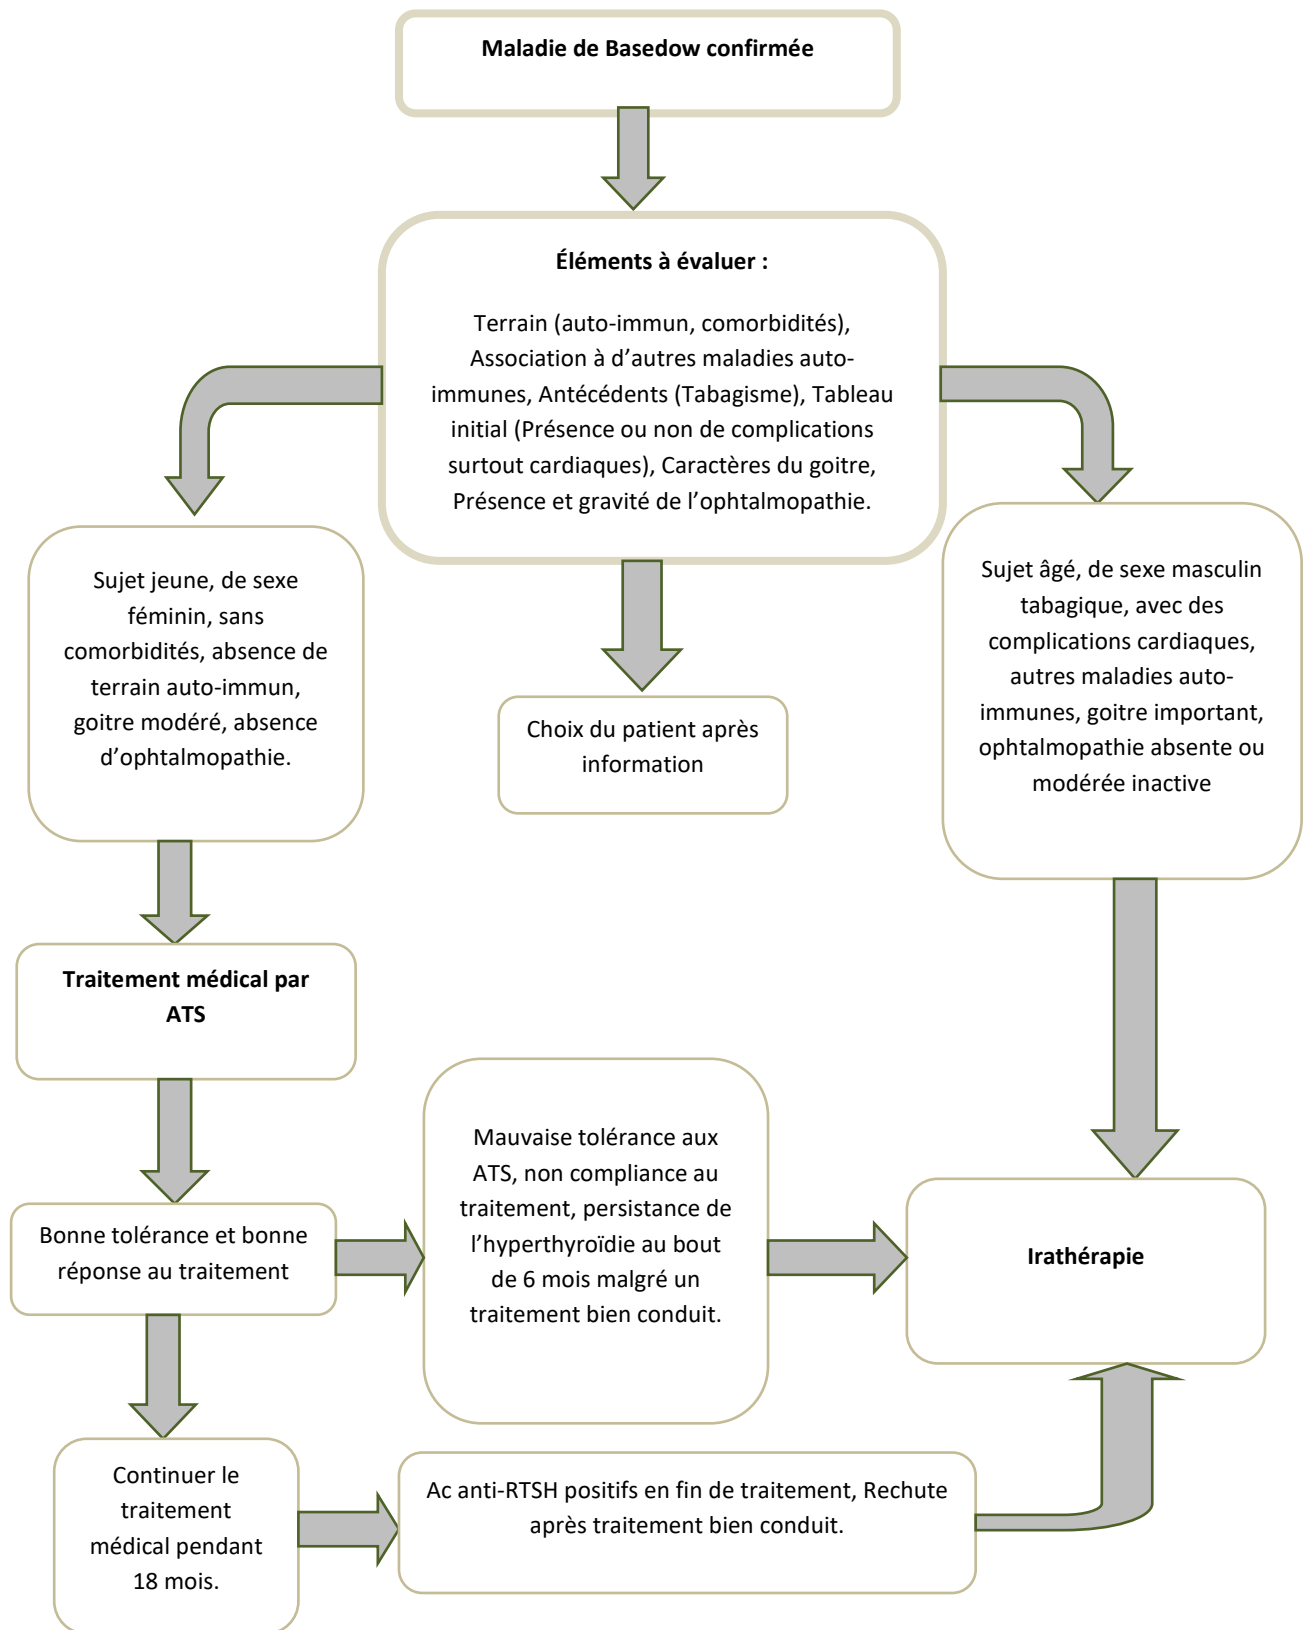 Maladie de Basedow confirmée
Éléments à évaluer :
Terrain (auto-immun, comorbidités),
Association à d’autres maladies auto-
immunes, Antécédents (Tabagisme), Tableau
initial (Présence ou non de complications
surtout cardiaques), Caractères du goitre,
Présence et gravité de l’ophtalmopathie.
Sujet jeune, de sexe
féminin, sans
comorbidités, absence de
terrain auto-immun,
goitre modéré, absence
d’ophtalmopathie.
Choix du patient après
information
Sujet âgé, de sexe masculin
tabagique, avec des
complications cardiaques,
autres maladies auto-
immunes, goitre important,
ophtalmopathie absente ou
modérée inactive
Traitement médical par
ATS
Bonne tolérance et bonne
réponse au traitement
Mauvaise tolérance aux
ATS, non compliance au
traitement, persistance de
l’hyperthyroïdie au bout
de 6 mois malgré un
traitement bien conduit.
Irathérapie
Continuer le
traitement
médical pendant
18 mois.
Ac anti-RTSH positifs en fin de traitement, Rechute
après traitement bien conduit.